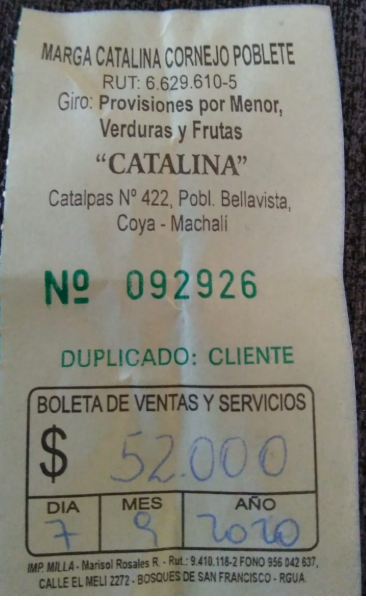 MARGA CATALINA CORNEJO POBLETE
RUT: 6.629.610-5
Giro: Provisiones por Menor,
Verduras y Frutas
“CATALINA”
Catalpas Nº 422, Pobl. Bellavista,
Coya - Machalí
Nº 092926
DUPLICADO: CLIENTE
BOLETA DE VENTAS Y SERVICIOS
$ 52.000
DIA MES AÑO
7 9 2020
IMP. MILLA - Marisol Rosales R. - Rut.: 9.410.116-2 FONO 956 042 637,
CALLE EL MELI 2272 - BOSQUES DE SAN FRANCISCO - RGUA.